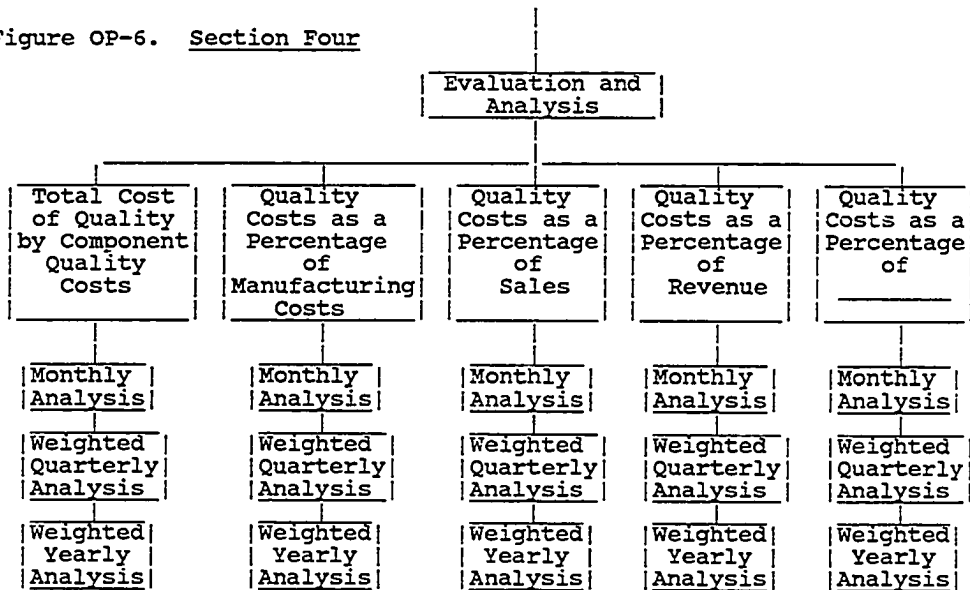 Figure OP-6. Section Four
Evaluation and
Analysis
Total Cost
of Quality
by Component
Quality
Costs
Quality
Costs as a
Percentage
of
Manufacturing
Costs
Quality
Costs as a
Percentage
of
Sales
Quality
Costs as a
Percentage
of
Revenue
Quality
Costs as a
Percentage
of
Monthly
Analysis
Monthly
Analysis
Monthly
Analysis
Monthly
Analysis
Monthly
Analysis
Weighted
Quarterly
Analysis
Weighted
Quarterly
Analysis
Weighted
Quarterly
Analysis
Weighted
Quarterly
Analysis
Weighted
Quarterly
Analysis
Weighted
Yearly
Analysis
Weighted
Yearly
Analysis
Weighted
Yearly
Analysis
Weighted
Yearly
Analysis
Weighted
Yearly
Analysis